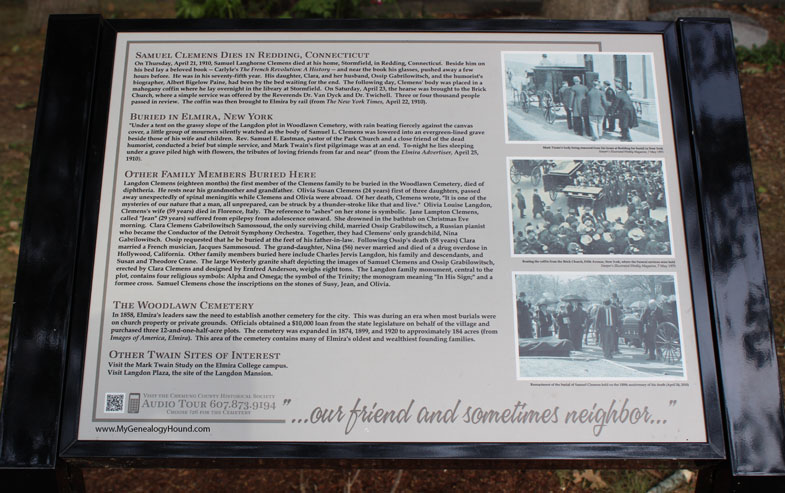 SAMUEL CLEMENS DIES IN REDDING, CONNECTICUT
On Thursday, April 21, 1910, Samuel Langhorne Clemens died at his home, Stormfield, in Redding, Connecticut. Beside him on
his bed lay a beloved book – Carlyle's The French Revolution: A History – and near the book his glasses, pushed away a few
hours before. He was in his seventy-fifth year. His daughter, Clara, and her husband, Ossip Gabrilowitsch, and the humorist's
biographer, Albert Bigelow Paine, had been by the bed waiting for the end. The following day, Clemens' body was placed in a
mahogany coffin where he lay overnight in the library at Stormfield. On Saturday, April 23, the hearse was brought to the Brick
Church, where a simple service was offered by the Reverends Dr. Van Dyck and Dr. Twichell. Three or four thousand people
passed in review. The coffin was then brought to Elmira by rail (from The New York Times, April 22, 1910).
BURIED IN ELMIRA, NEW YORK
"Under a tent on the grassy slope of the Langdon plot in Woodlawn Cemetery, with rain beating fiercely against the canvas
cover, a little group of mourners silently watched as the body of Samuel L. Clemens was lowered into an evergreen-lined grave
beside those of his wife and children. Rev. Samuel E. Eastman, pastor of the Park Church and a close friend of the dead
humorist, conducted a brief but simple service, and Mark Twain's first pilgrimage was at an end. To-night he lies sleeping
under a grave piled high with flowers, the tributes of loving friends from far and near" (from the Elmira Advertiser, April 25,
1910).
OTHER FAMILY MEMBERS BURIED HERE
Langdon Clemens (eighteen months) the first member of the Clemens family to be buried in the Woodlawn Cemetery, died of
diphtheria. He rests near his grandmother and grandfather. Olivia Susan Clemens (24 years) first of three daughters, passed
away unexpectedly of spinal meningitis while Clemens and Olivia were abroad. Of her death, Clemens wrote, "It is one of the
mysteries of our nature that a man, all unprepared, can be struck by a thunder-stroke like that and live." Olivia Louise Langdon,
Clemens's wife (59 years) died in Florence, Italy. The reference to "ashes" on her stone is symbolic. Jane Lampton Clemens,
called "Jean" (29 years) suffered from epilepsy from adolescence onward. She drowned in the bathtub on Christmas Eve
morning. Clara Clemens Gabrilowitsch Samossoud, the only surviving child, married Ossip Grabilowitsch, a Russian pianist
who became the Conductor of the Detroit Symphony Orchestra. Together, they had Clemens' only grandchild, Nina
Gabrilowitsch. Ossip requested that he be buried at the feet of his father-in-law. Following Ossip's death (58 years) Clara
married a French musician, Jacques Sammosoud. The grand-daughter, Nina (56) never married and died of a drug overdose in
Hollywood, California. Other family members buried here include Charles Jervis Langdon, his family and descendants, and
Susan and Theodore Crane. The large Westerly granite shaft depicting the images of Samuel Clemens and Ossip Grabilowitsch,
erected by Clara Clemens and designed by Ernfred Anderson, weighs eight tons. The Langdon family monument, central to the
plot, contains four religious symbols: Alpha and Omega; the symbol of the Trinity; the monogram meaning "In His Sign;" and a
formee cross. Samuel Clemens chose the inscriptions on the stones of Susy, Jean, and Olivia.
THE WOODLAWN CEMETERY
In 1858, Elmira's leaders saw the need to establish another cemetery for the city. This was during an era when most burials were
on church property or private grounds. Officials obtained a $10,000 loan from the state legislature on behalf of the village and
purchased three 12-and-one-half-acre plots. The cemetery was expanded in 1874, 1899, and 1920 to approximately 184 acres (from
Images of America, Elmira). This area of the cemetery contains many of Elmira's oldest and wealthiest founding families.
OTHER TWAIN SITES OF INTEREST
Visit the Mark Twain Study on the Elmira College campus.
Visit Langdon Plaza, the site of the Langdon Mansion.
VISIT THE CHEMUNG COUNTY HISTORICAL SOCIETY
AUDIO TOUR 607.873.9194
CHOOSE 126 FOR THE CEMETERY
"...our friend and sometimes neighbor..."
www.MyGenealogyHound.com